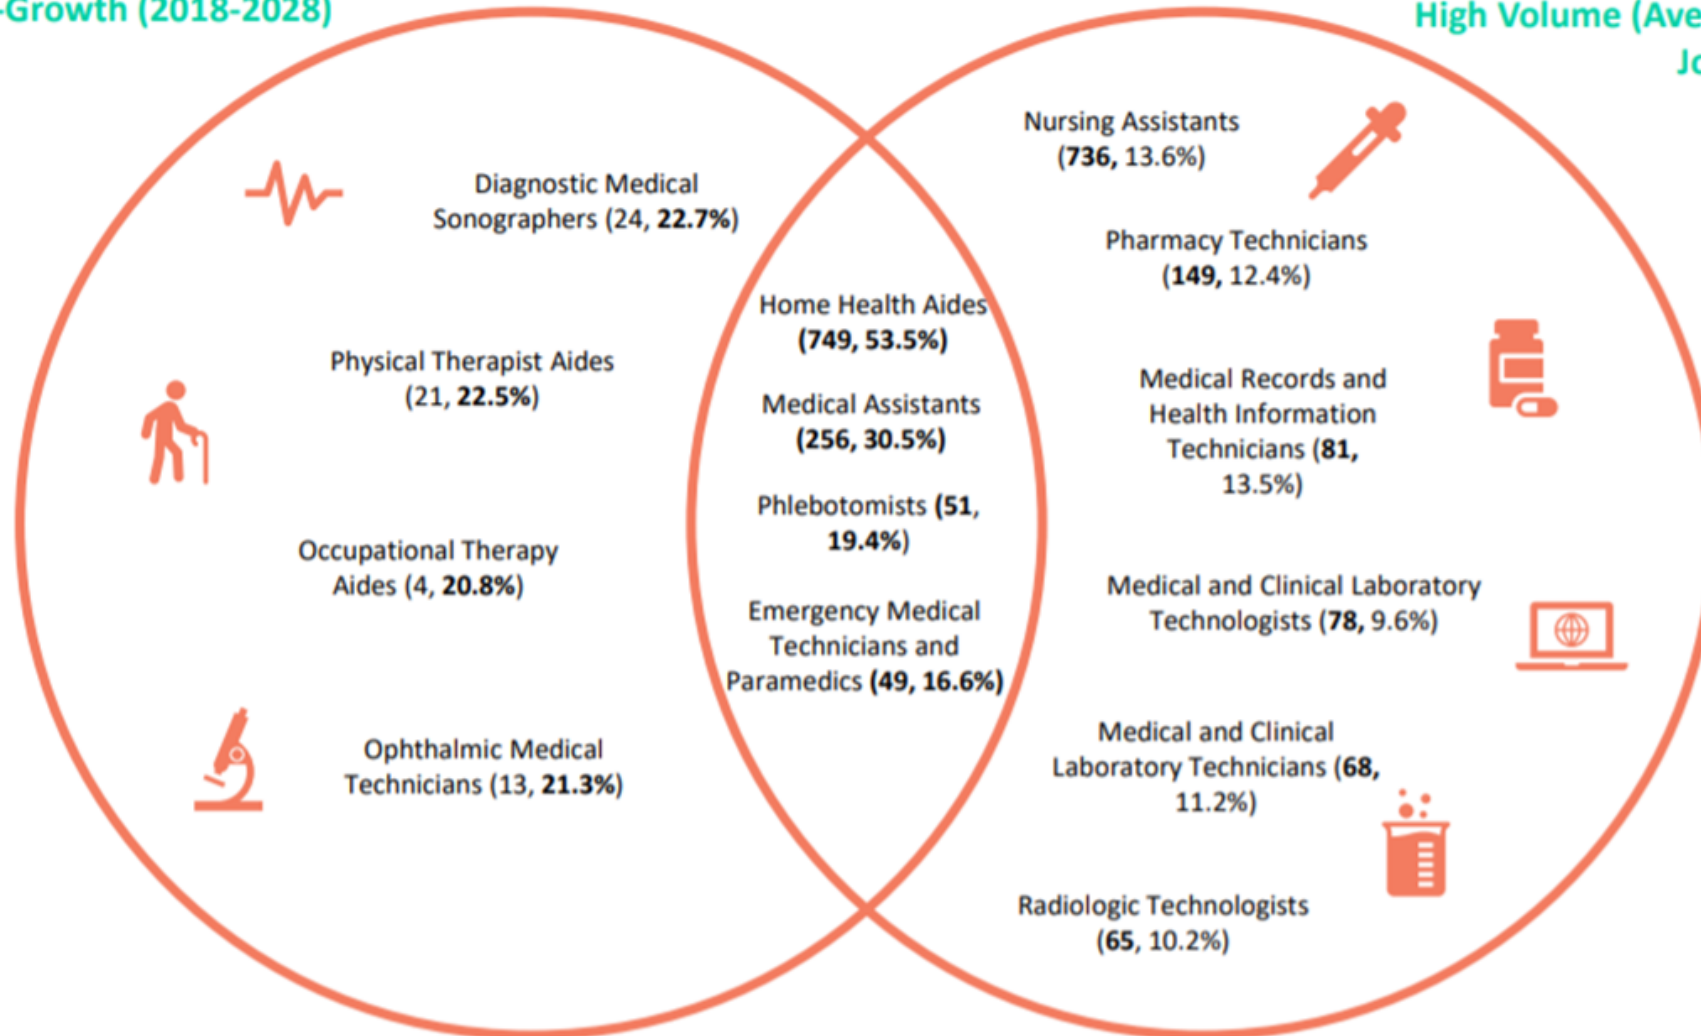 -Growth (2018-2028)
High Volume (Ave
Jo
Diagnostic Medical
Sonographers (24, 22.7%)
Physical Therapist Aides
(21, 22.5%)
Occupational Therapy
Aides (4, 20.8%)
Ophthalmic Medical
Technicians (13, 21.3%)
Home Health Aides
(749, 53.5%)
Medical Assistants
(256, 30.5%)
Phlebotomists (51,
19.4%)
Emergency Medical
Technicians and
Paramedics (49, 16.6%)
Nursing Assistants
(736, 13.6%)
Pharmacy Technicians
(149, 12.4%)
Medical Records and
Health Information
Technicians (81,
13.5%)
Medical and Clinical Laboratory
Technologists (78, 9.6%)
Medical and Clinical
Laboratory Technicians (68,
11.2%)
Radiologic Technologists
(65, 10.2%)